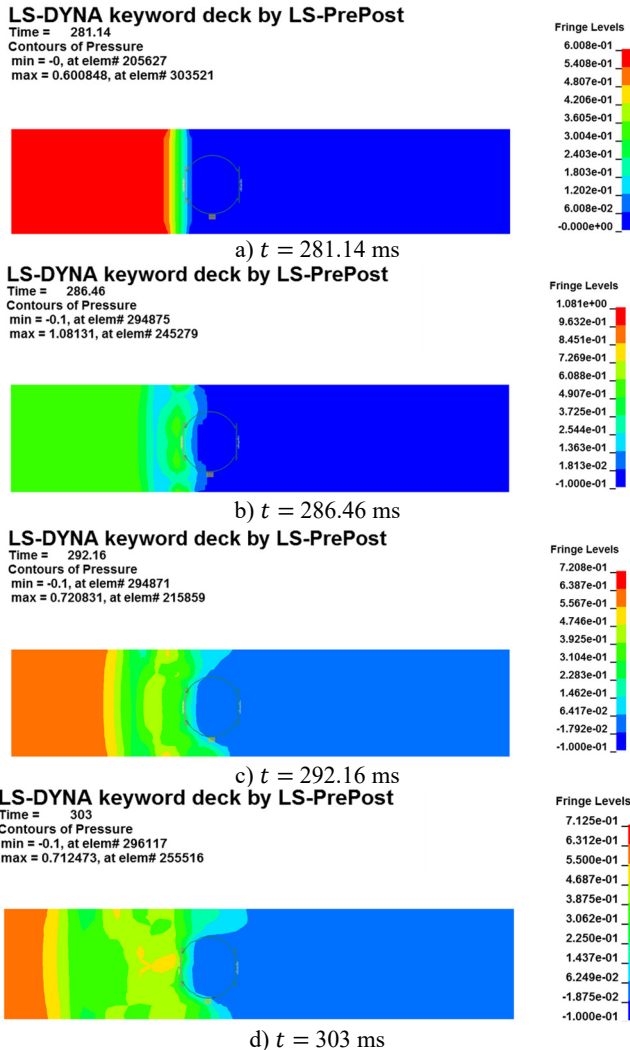 LS-DYNA keyword deck by LS-PrePost
Time = 281.14
Contours of Pressure
min = -0, at elem# 205627
max = 0.600848, at elem# 303521
Fringe Levels
6.008e-01
5.408e-01
4.807e-01
4.206e-01
3.605e-01
3.004e-01
2.403e-01
1.803e-01
1.202e-01
6.008e-02
-0.000e+00
a) t = 281.14 ms
LS-DYNA keyword deck by LS-PrePost
Time = 286.46
Contours of Pressure
min = -0.1, at elem# 294875
max = 1.08131, at elem# 245279
Fringe Levels
1.081e+00
9.632e-01
8.451e-01
7.269e-01
6.088e-01
4.907e-01
3.725e-01
2.544e-01
1.363e-01
1.813e-02
-1.000e-01
b) t = 286.46 ms
LS-DYNA keyword deck by LS-PrePost
Time = 292.16
Contours of Pressure
min = -0.1, at elem# 294871
max = 0.720831, at elem# 215859
Fringe Levels
7.208e-01
6.387e-01
5.567e-01
4.746e-01
3.925e-01
3.104e-01
2.283e-01
1.462e-01
6.417e-02
-1.792e-02
-1.000e-01
c) t = 292.16 ms
LS-DYNA keyword deck by LS-PrePost
Time = 303
Contours of Pressure
min = -0.1, at elem# 296117
max = 0.712473, at elem# 255516
Fringe Levels
7.125e-01
6.312e-01
5.500e-01
4.687e-01
3.875e-01
3.062e-01
2.250e-01
1.437e-01
6.249e-02
-1.875e-02
-1.000e-01
d) t = 303 ms